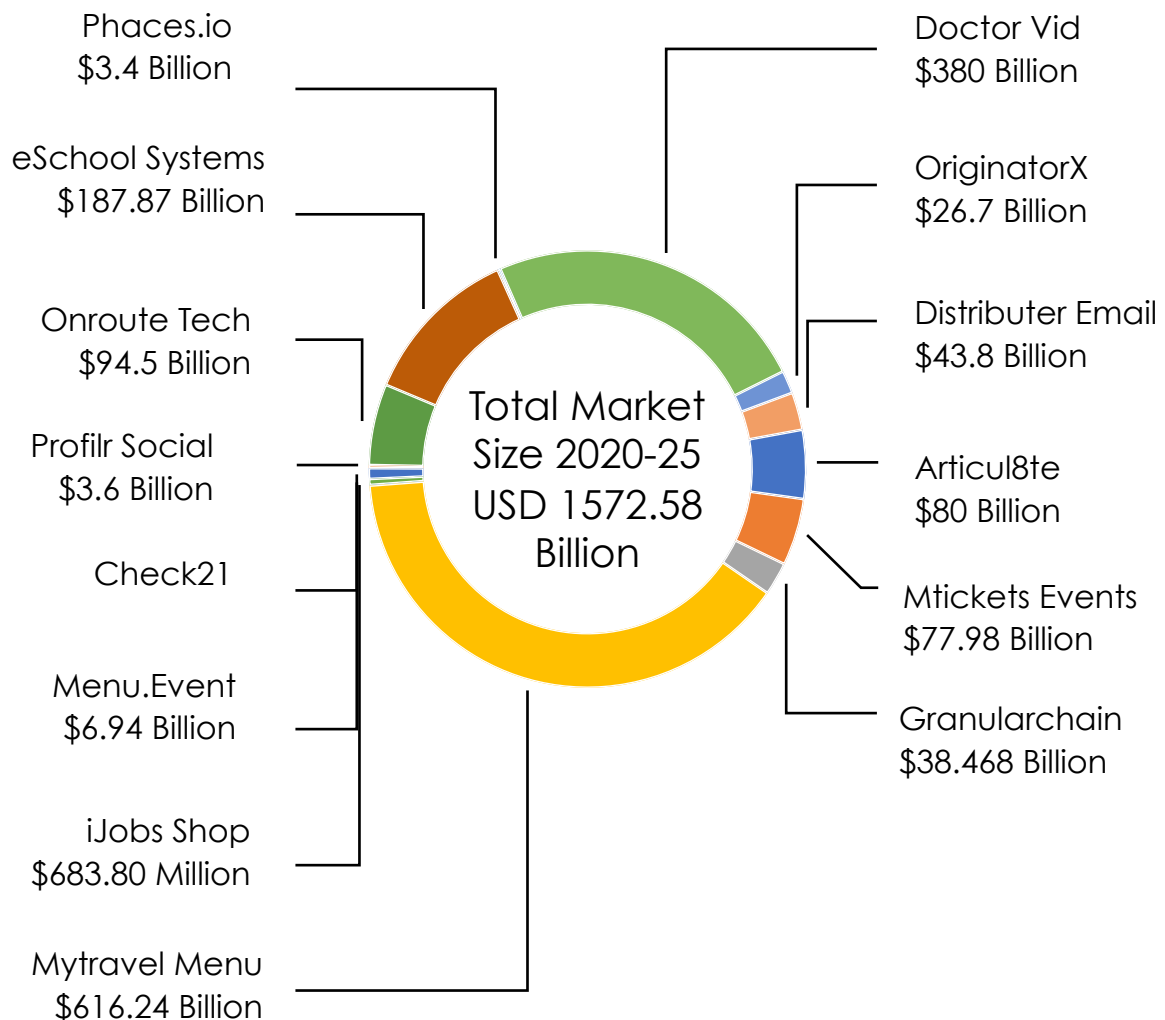 Phaces.io
$3.4 Billion
eSchool Systems
$187.87 Billion
Onroute Tech
$94.5 Billion
Profilr Social
$3.6 Billion
Check21
Menu.Event
$6.94 Billion
iJobs Shop
$683.80 Million
Mytravel Menu
$616.24 Billion
Total Market
Size 2020-25
USD 1572.58
Billion
Doctor Vid
$380 Billion
OriginatorX
$26.7 Billion
Distributer Email
$43.8 Billion
Articul8te
$80 Billion
Mtickets Events
$77.98 Billion
Granularchain
$38.468 Billion